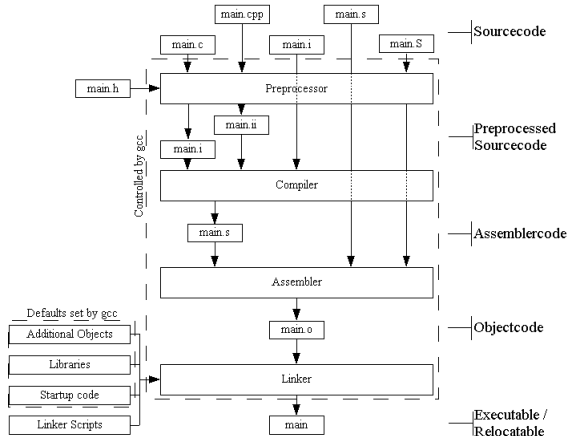 main.cpp
main.s
Sourcecode
main.c
main.i
main.S
main.h
Preprocessor
main.ii
Preprocessed
Sourcecode
main.i
Controlled by gcc
Compiler
main.s
Assemblercode
Assembler
Defaults set by gcc
Additional Objects
main.o
Objectcode
Libraries
Linker
Startup code
Linker Scripts
main
Executable /
Relocatable